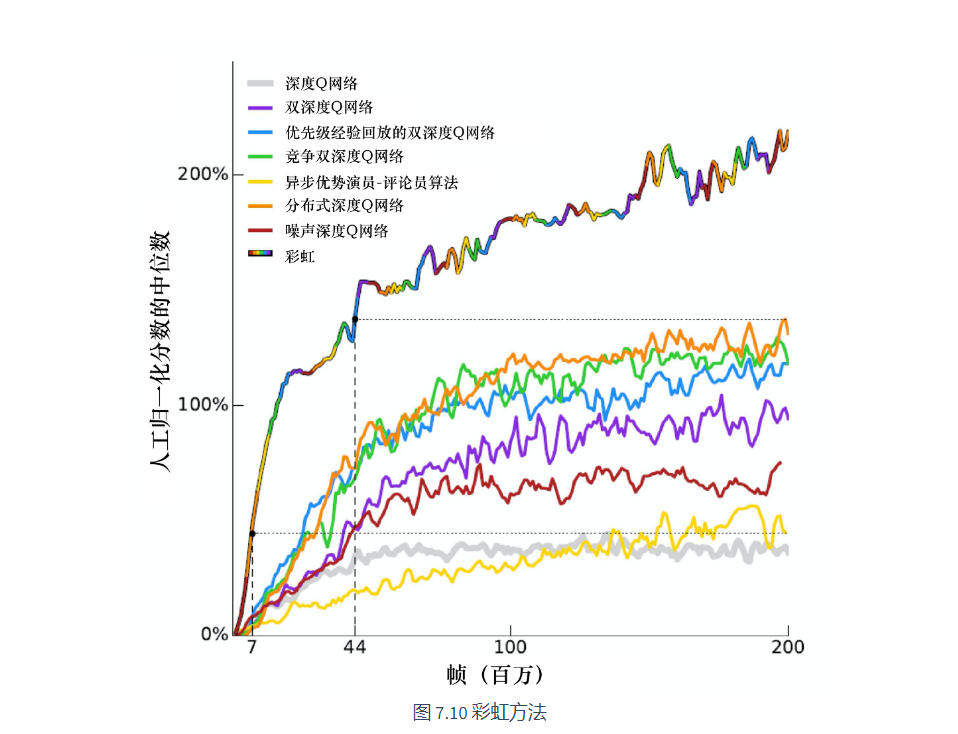 深度Q网络
双深度Q网络
优先级经验回放的双深度Q网络
竞争双深度Q网络
异步优势演员-评论员算法
分布式深度Q网络
噪声深度Q网络
彩虹
200%
100%
0%
人工归一化分数的中位数
7
44
100
200
帧（百万）
图 7.10 彩虹方法